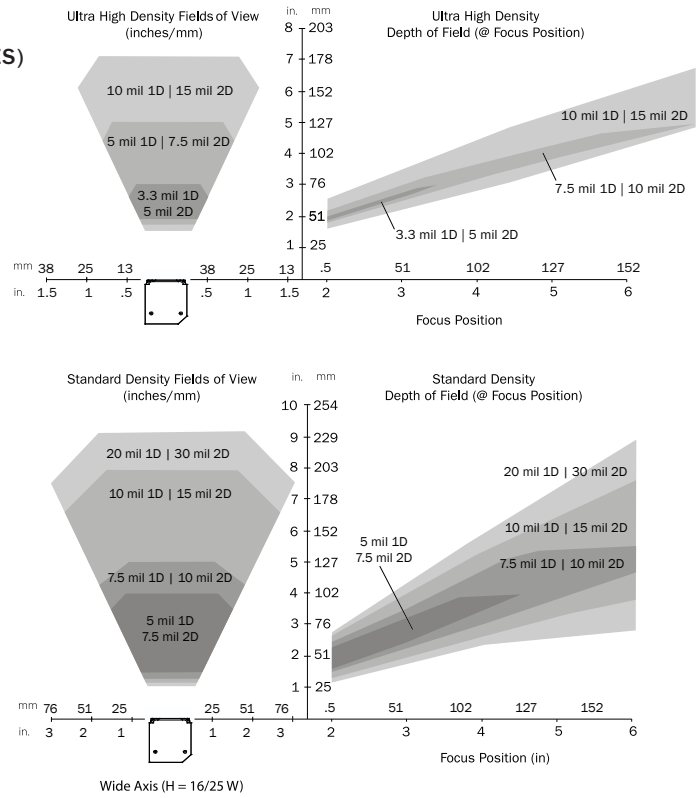 ES)
Ultra High Density Fields of View
(inches/mm)
in. mm
Ultra High Density
Depth of Field (@ Focus Position)
8 203
7 178
6 152
5 127
4 102
3 76
2 51
1 25
10 mil 1D | 15 mil 2D
5 mil 1D | 7.5 mil 2D
3.3 mil 1D
5 mil 2D
10 mil 1D | 15 mil 2D
7.5 mil 1D | 10 mil 2D
3.3 mil 1D | 5 mil 2D
mm 38 25 13 38 25 13 .5 51 102 127 152
in. 1.5 1 .5 .5 1 1.5 2 3 4 5 6
Focus Position
Standard Density Fields of View
(inches/mm)
in. mm
Standard Density
Depth of Field (@ Focus Position)
10 254
9 229
8 203
7 178
6 152
5 127
4 102
3 76
2 51
1 25
20 mil 1D | 30 mil 2D
10 mil 1D | 15 mil 2D
7.5 mil 1D | 10 mil 2D
5 mil 1D
7.5 mil 2D
20 mil 1D | 30 mil 2D
10 mil 1D | 15 mil 2D
7.5 mil 1D | 10 mil 2D
5 mil 1D
7.5 mil 2D
mm 76 51 25 25 51 76 .5 51 102 127 152
in. 3 2 1 1 2 3 2 3 4 5 6
Focus Position (in)
Wide Axis (H = 16/25 W)